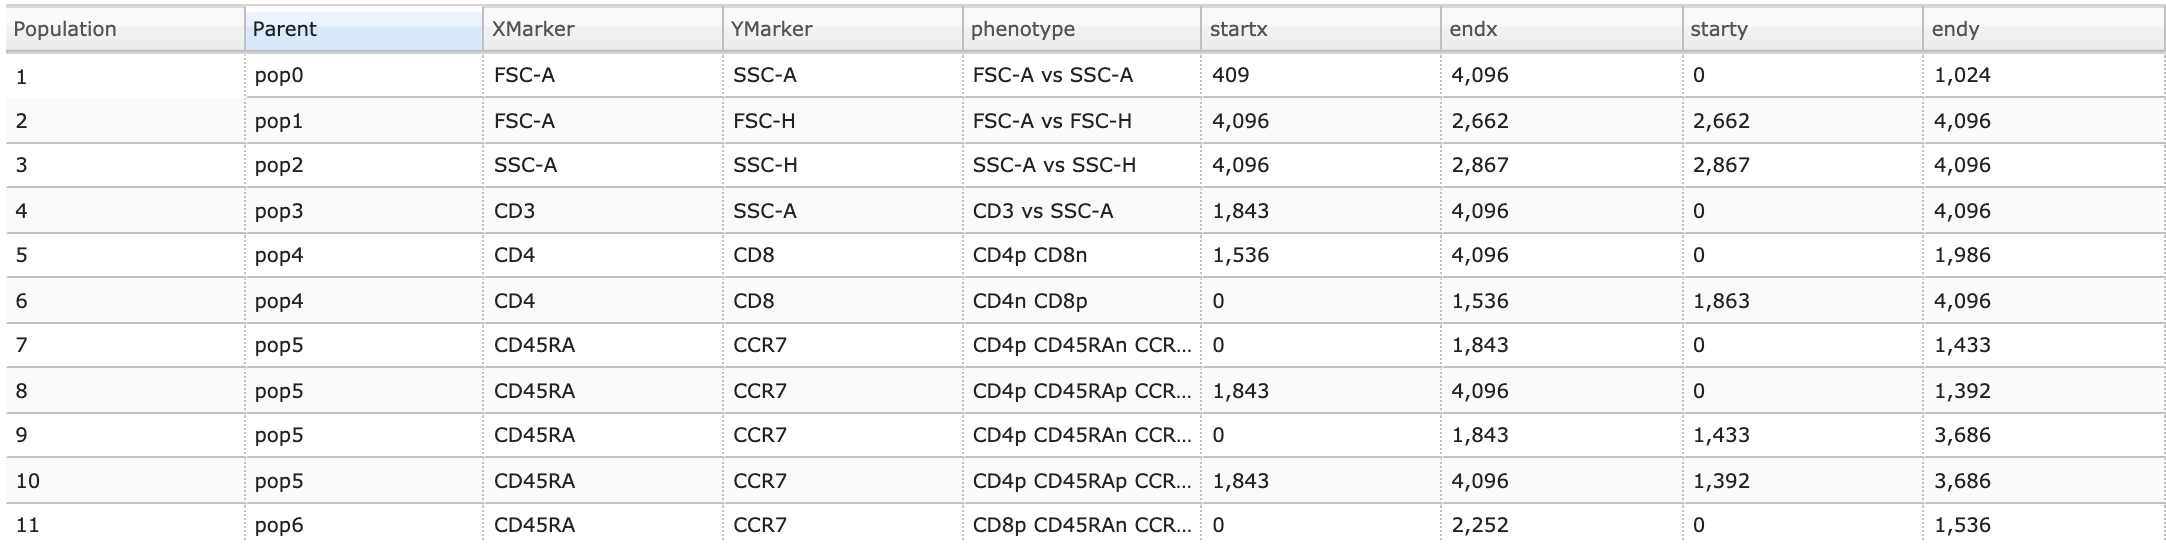 Population Parent XMarker YMarker phenotype startx endx starty endy
1 pop0 FSC-A SSC-A FSC-A vs SSC-A 409 4,096 0 1,024
2 pop1 FSC-A FSC-H FSC-A vs FSC-H 4,096 2,662 2,662 4,096
3 pop2 SSC-A SSC-H SSC-A vs SSC-H 4,096 2,867 2,867 4,096
4 pop3 CD3 SSC-A CD3 vs SSC-A 1,843 4,096 0 4,096
5 pop4 CD4 CD8 CD4p CD8n 1,536 4,096 0 1,986
6 pop4 CD4 CD8 CD4n CD8p 0 1,536 1,863 4,096
7 pop5 CD45RA CCR7 CD4p CD45RAn CCR... 0 1,843 0 1,433
8 pop5 CD45RA CCR7 CD4p CD45RAp CCR... 1,843 4,096 0 1,392
9 pop5 CD45RA CCR7 CD4p CD45RAn CCR... 0 1,843 1,433 3,686
10 pop5 CD45RA CCR7 CD4p CD45RAp CCR... 1,843 4,096 1,392 3,686
11 pop6 CD45RA CCR7 CD8p CD45RAn CCR... 0 2,252 0 1,536